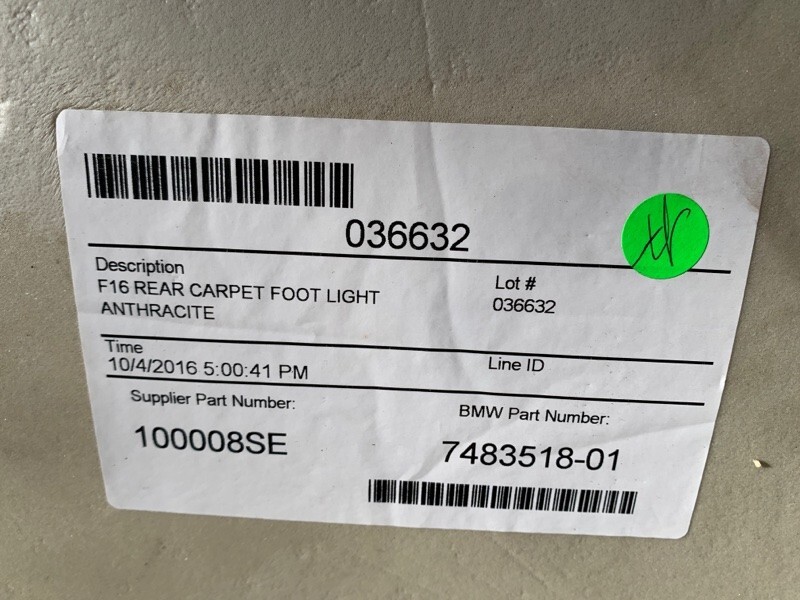 036632
Description
F16 REAR CARPET FOOT LIGHT
ANTHRACITE
Lot #
036632
Time
10/4/2016 5:00:41 PM
Line ID
Supplier Part Number:
100008SE
BMW Part Number:
7483518-01